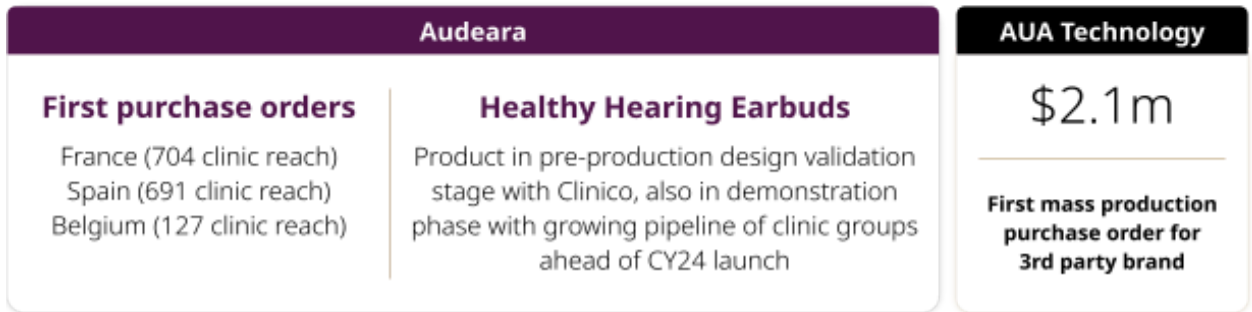 Audeara
First purchase orders
France (704 clinic reach)
Spain (691 clinic reach)
Belgium (127 clinic reach)
Healthy Hearing Earbuds
Product in pre-production design validation
stage with Clinico, also in demonstration
phase with growing pipeline of clinic groups
ahead of CY24 launch
AUA Technology
$2.1m
First mass production
purchase order for
3rd party brand